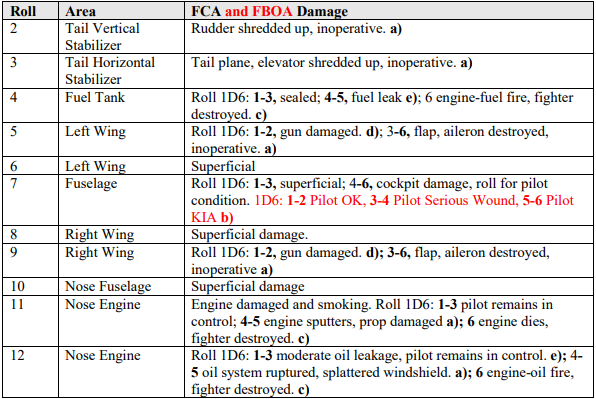 Roll Area FCA and FBOA Damage
2 Tail Vertical Rudder shredded up, inoperative. a)
Stabilizer
3 Tail Horizontal Tail plane, elevator shredded up, inoperative. a)
Stabilizer
4 Fuel Tank Roll 1D6: 1-3, sealed; 4-5, fuel leak e); 6 engine-fuel fire, fighter
destroyed. c)
5 Left Wing Roll 1D6: 1-2, gun damaged. d); 3-6, flap, aileron destroyed,
inoperative. a)
6 Left Wing Superficial
7 Fuselage Roll 1D6: 1-3, superficial; 4-6, cockpit damage, roll for pilot
condition. 1D6: 1-2 Pilot OK, 3-4 Pilot Serious Wound, 5-6 Pilot
KIA b)
8 Right Wing Superficial damage.
9 Right Wing Roll 1D6: 1-2, gun damaged. d); 3-6, flap, aileron destroyed,
inoperative a)
10 Nose Fuselage Superficial damage
11 Nose Engine Engine damaged and smoking. Roll 1D6: 1-3 pilot remains in
control; 4-5 engine sputters, prop damaged a); 6 engine dies,
fighter destroyed. c)
12 Nose Engine Roll 1D6: 1-3 moderate oil leakage, pilot remains in control. e); 4-
5 oil system ruptured, splattered windshield. a); 6 engine-oil fire,
fighter destroyed. c)